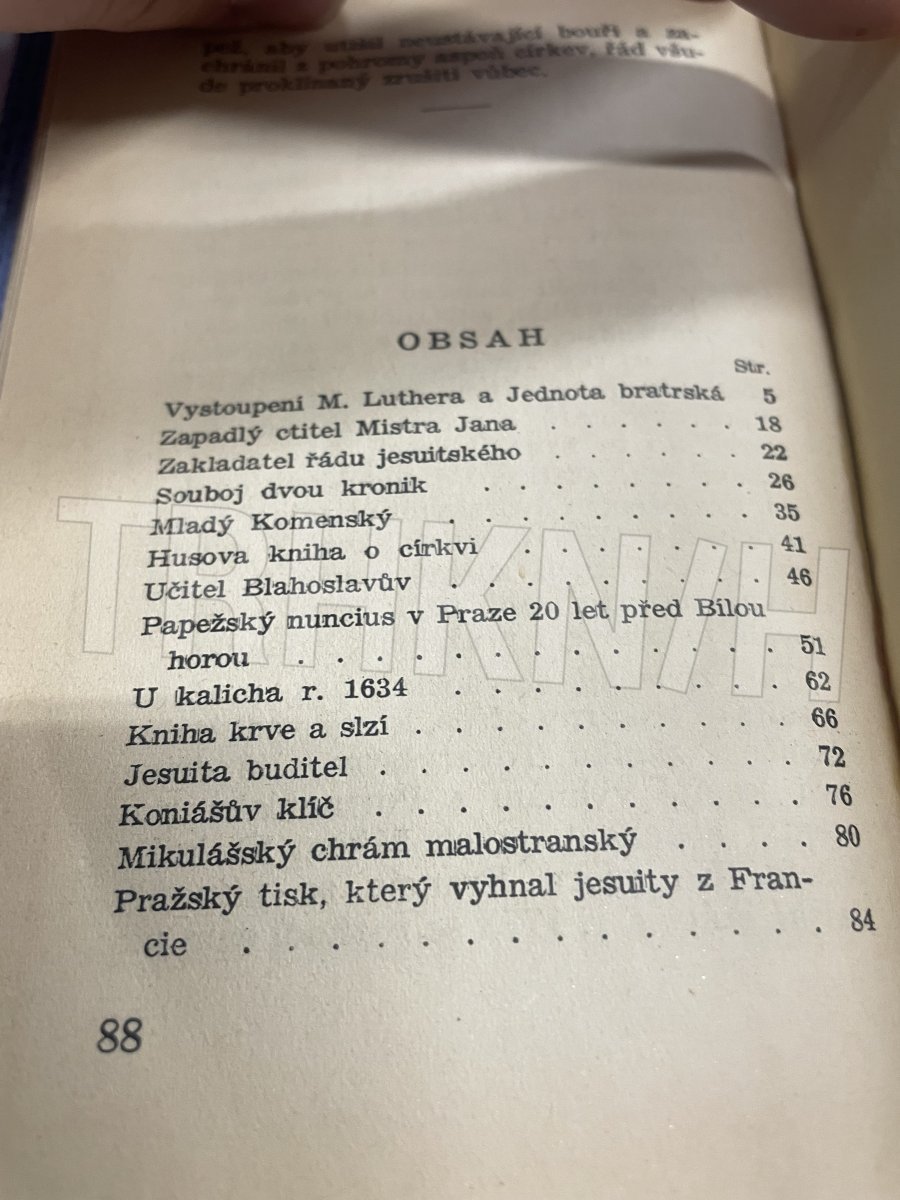 pež, aby utišil neustávající bouři a za-
chránil z pohromy aspoň církev, řád všu-
de proklínaný zrušiti vůbec.
OBSAH
Str.
Vystoupení M. Luthera a Jednota bratrská 5
Zapadlý ctitel Mistra Jana . . . . . . 18
Zakladatel řádu jesuitského . . . . . . 22
Souboj dvou kronik . . . . . . . 26
Mladý Komenský . . . . . . . . 35
Husova kniha o církvi . . . . . . . 41
Učitel Blahoslavův . . . . . . . . 46
Papežský nuncius v Praze 20 let před Bílou
horou . . . . . . . . . . . . . 51
U kalicha r. 1634 . . . . . . . . . 62
Kniha krve a slzí . . . . . . . . . . 66
Jesuita buditel . . . . . . . . . . . 72
Koniášův klíč . . . . . . . . . . . 76
Mikulášský chrám malostranský . . . . 80
Pražský tisk, který vyhnal jesuity z Fran-
cie . . . . . . . . . . . . . . 84
88
TRHKNIH